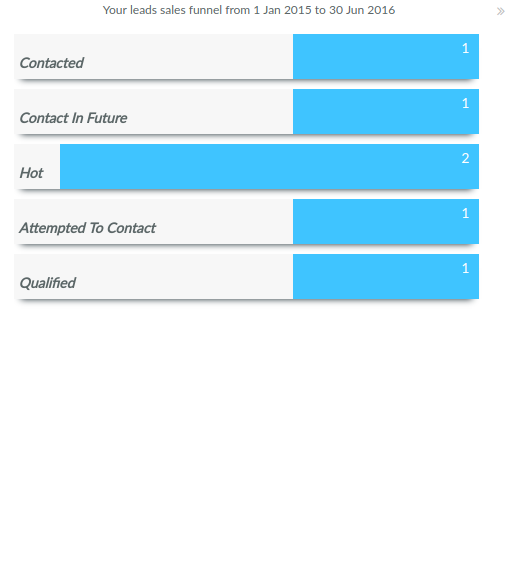 Your leads sales funnel from 1 Jan 2015 to 30 Jun 2016 »
1
Contacted
1
Contact In Future
2
Hot
1
Attempted To Contact
1
Qualified